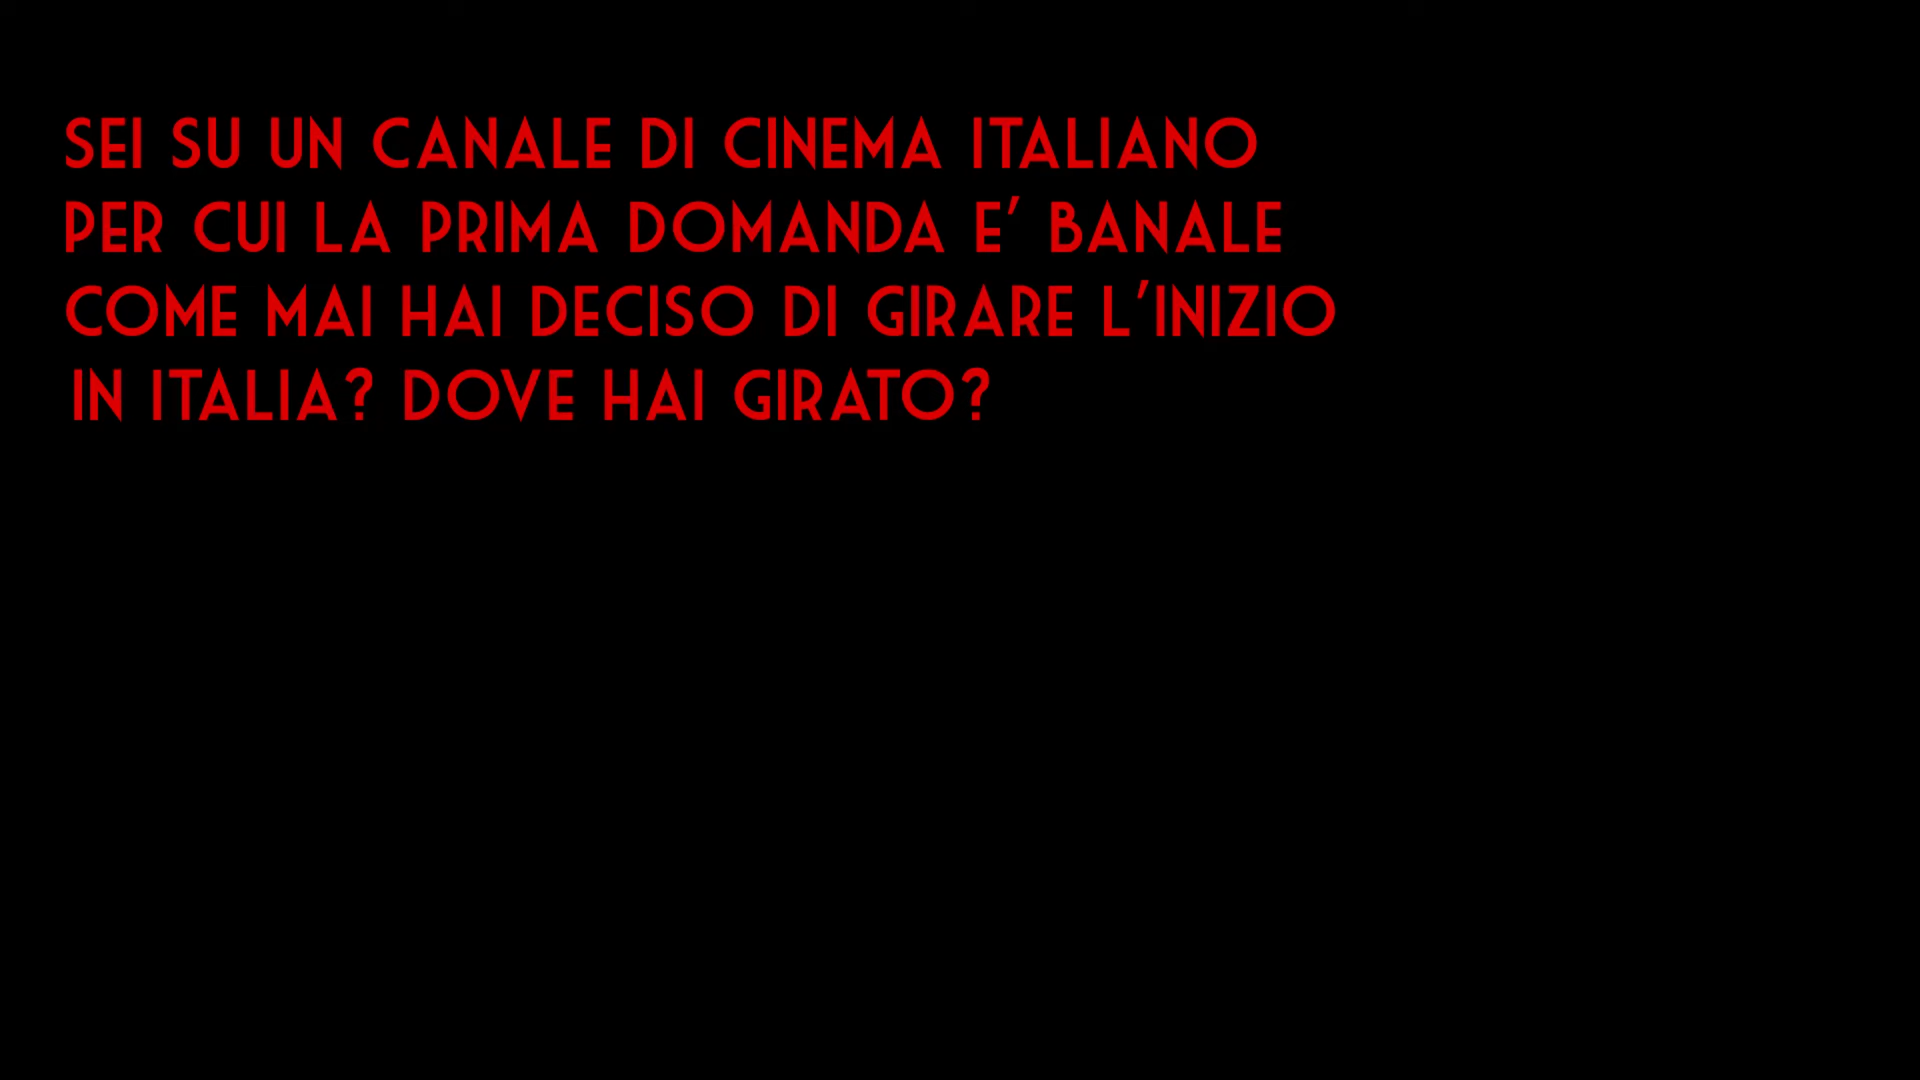 SEI SU UN CANALE DI CINEMA ITALIANO
PER CUI LA PRIMA DOMANDA E' BANALE
COME MAI HAI DECISO DI GIRARE L'INIZIO
IN ITALIA? DOVE HAI GIRATO?